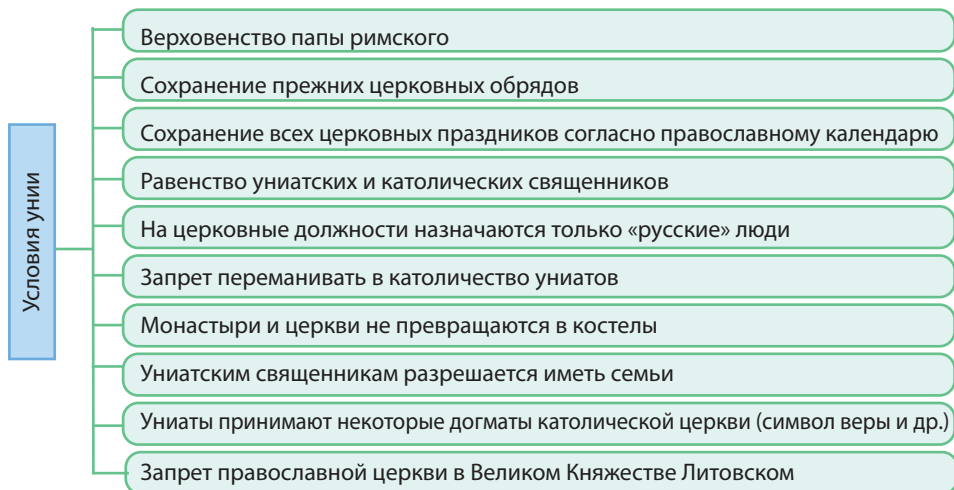 Условия унии
Верховенство папы римского
Сохранение прежних церковных обрядов
Сохранение всех церковных праздников согласно православному календарю
Равенство униатских и католических священников
На церковные должности назначаются только «русские» люди
Запрет переманивать в католичество униатов
Монастыри и церкви не превращаются в костелы
Униатским священникам разрешается иметь семьи
Униаты принимают некоторые догматы католической церкви (символ веры и др.)
Запрет православной церкви в Великом Княжестве Литовском